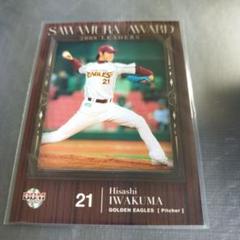 SAWAMURA AWARD
2008 LEADERS
EAGLES
21
21
Hisashi
IWAKUMA
GOLDEN EAGLES [ Pitcher ]